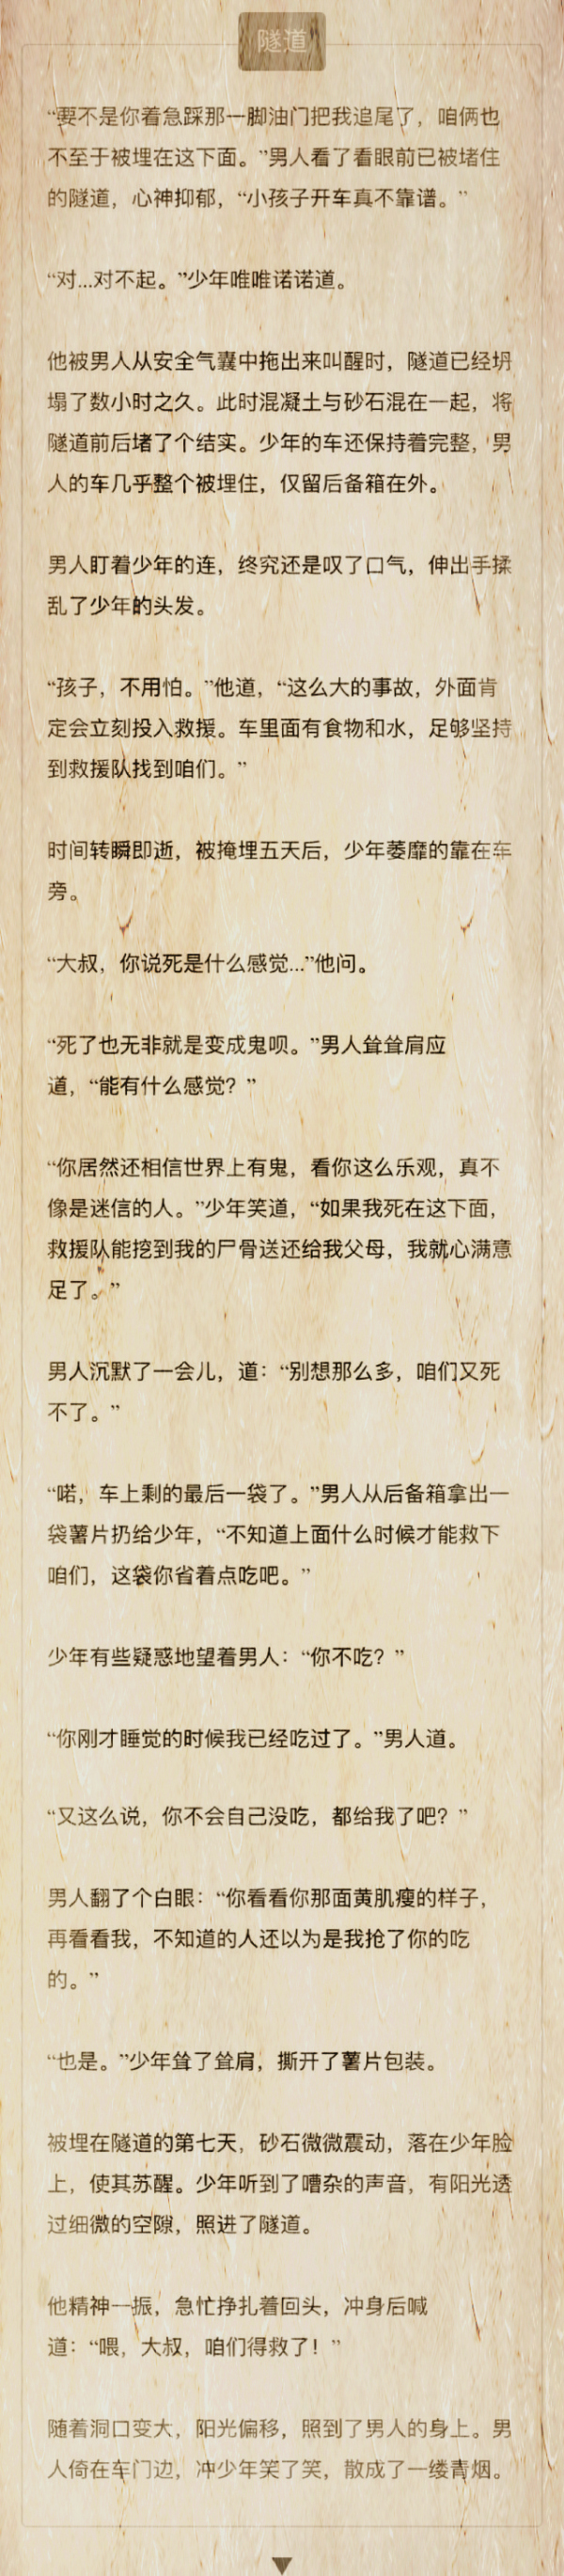 隧道
“要不是你着急踩那一脚油门把我追尾了，咱俩也
不至于被埋在这下面。”男人看了看眼前已被堵住
的隧道，心神抑郁，“小孩子开车真不靠谱。”
“对...对不起。”少年唯唯诺诺道。
他被男人从安全气囊中拖出来叫醒时，隧道已经坍
塌了数小时之久。此时混凝土与砂石混在一起，将
隧道前后堵了个结实。少年的车还保持着完整，男
人的车几乎整个被埋住，仅留后备箱在外。
男人盯着少年的连，终究还是叹了口气，伸出手揉
乱了少年的头发。
“孩子，不用怕。”他道，“这么大的事故，外面肯
定会立刻投入救援。车里面有食物和水，足够坚持
到救援队找到咱们。”
时间转瞬即逝，被掩埋五天后，少年萎靡的靠在车
旁。
“大叔，你说死是什么感觉...”他问。
“死了也无非就是变成鬼呗。”男人耸耸肩应
道，“能有什么感觉？”
“你居然还相信世界上有鬼，看你这么乐观，真不
像是迷信的人。”少年笑道，“如果我死在这下面，
救援队能挖到我的尸骨送还给我父母，我就心满意
足了。”
男人沉默了一会儿，道：“别想那么多，咱们又死
不了。”
“喏，车上剩的最后一袋了。”男人从后备箱拿出一
袋薯片扔给少年，“不知道上面什么时候才能救下
咱们，这袋你省着点吃吧。”
少年有些疑惑地望着男人：“你不吃？”
“你刚才睡觉的时候我已经吃过了。”男人道。
“又这么说，你不会自己没吃，都给我了吧？”
男人翻了个白眼：“你看看你那面黄肌瘦的样子，
再看看我，不知道的人还以为是我抢了你的吃
的。”
“也是。”少年耸了耸肩，撕开了薯片包装。
被埋在隧道的第七天，砂石微微震动，落在少年脸
上，使其苏醒。少年听到了嘈杂的声音，有阳光透
过细微的空隙，照进了隧道。
他精神一振，急忙挣扎着回头，冲身后喊
道：“喂，大叔，咱们得救了！”
随着洞口变大，阳光偏移，照到了男人的身上。男
人倚在车门边，冲少年笑了笑，散成了一缕青烟。